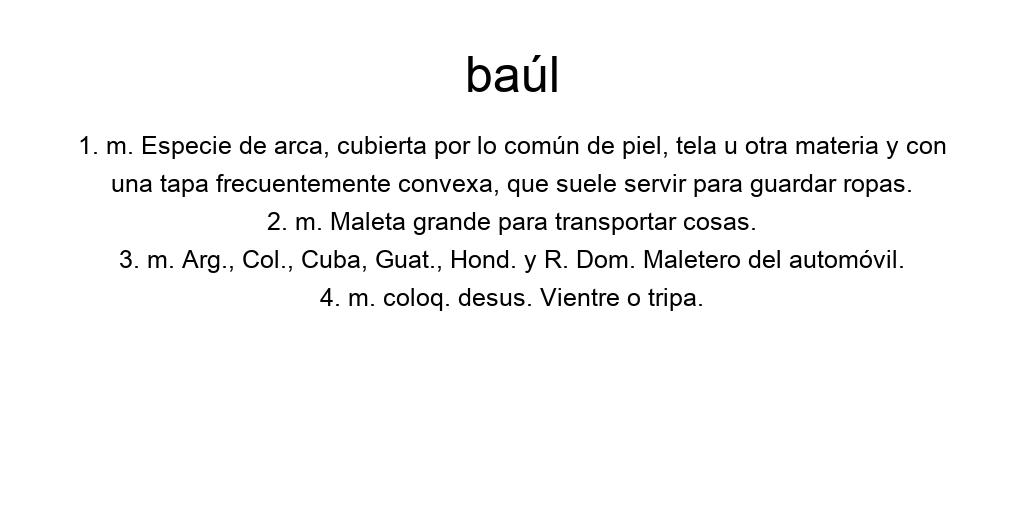 baúl
1. m. Especie de arca, cubierta por lo común de piel, tela u otra materia y con
una tapa frecuentemente convexa, que suele servir para guardar ropas.
2. m. Maleta grande para transportar cosas.
3. m. Arg., Col., Cuba, Guat., Hond. y R. Dom. Maletero del automóvil.
4. m. coloq. desus. Vientre o tripa.